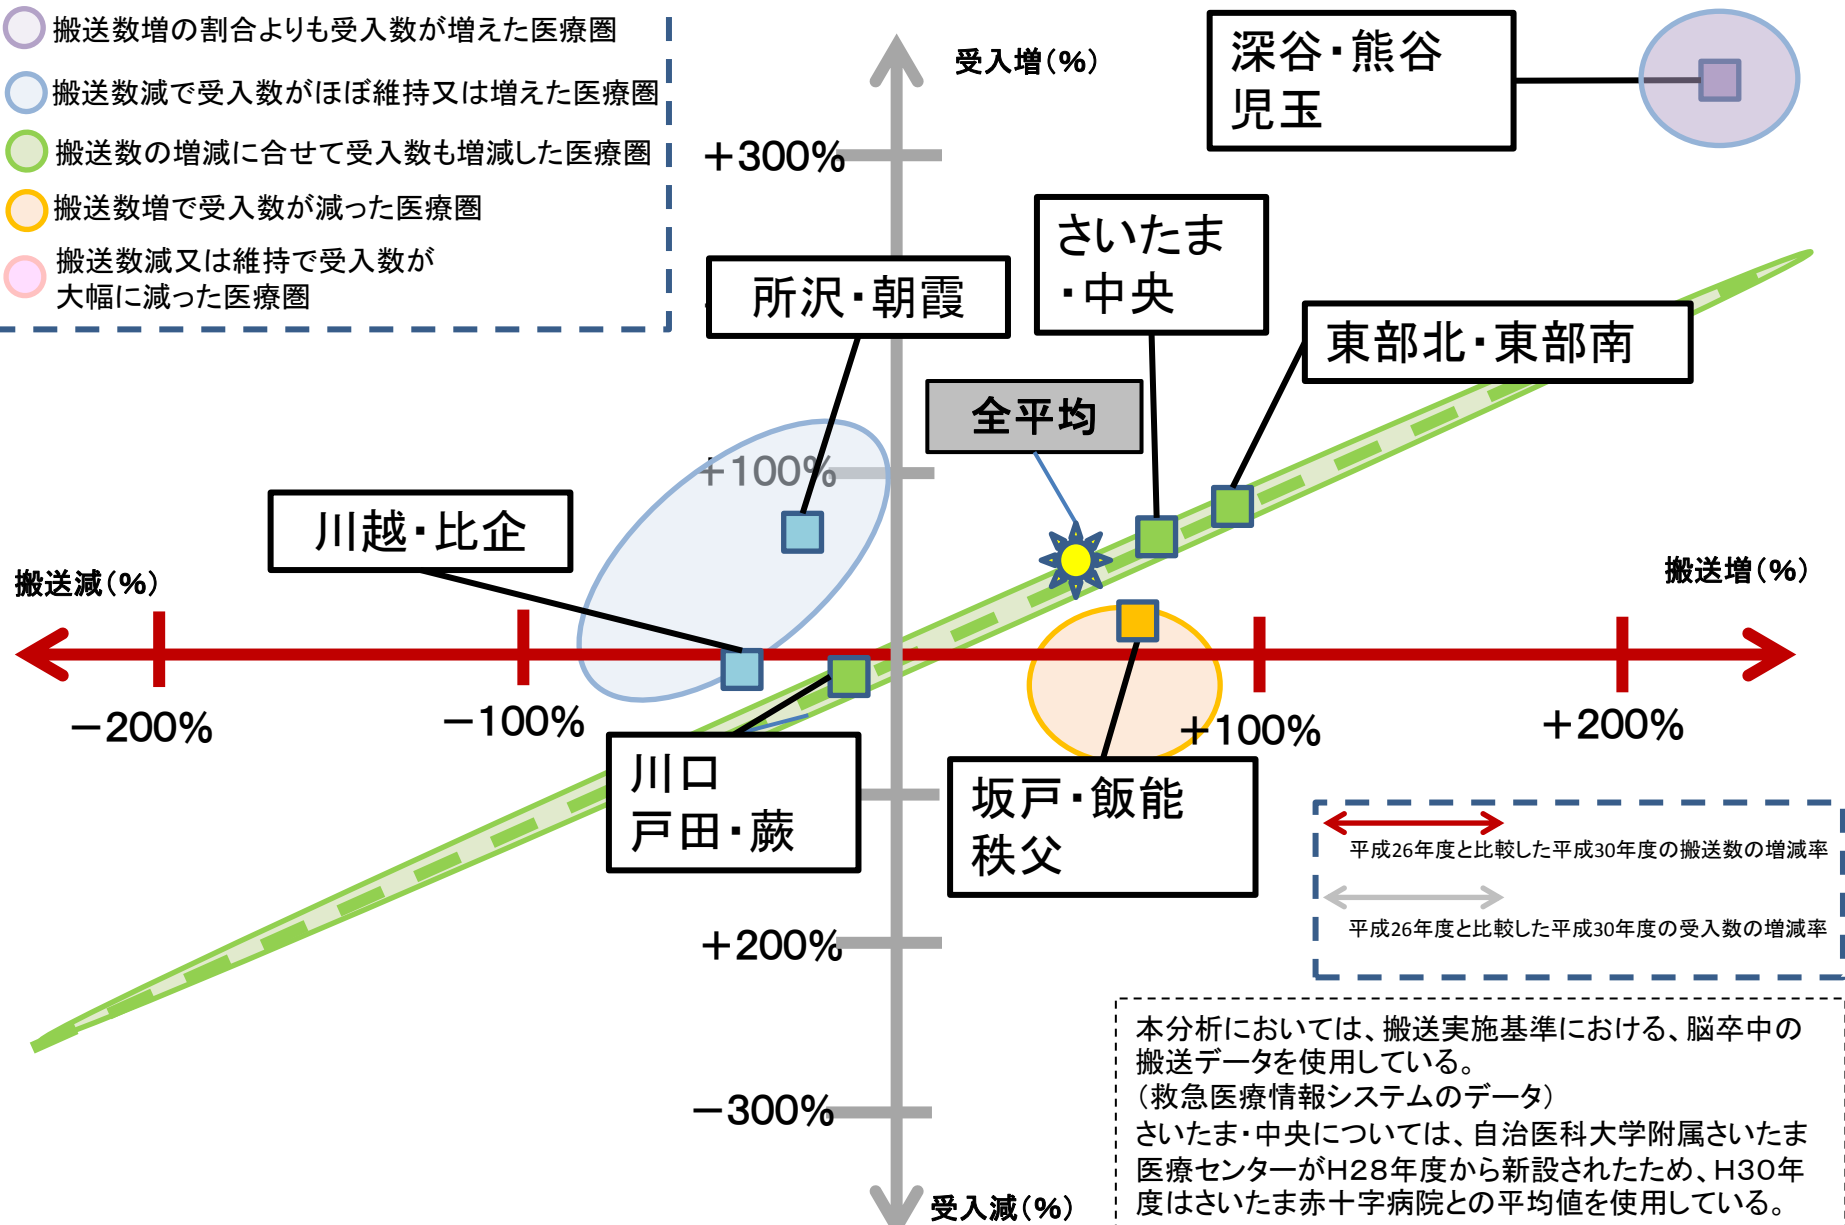 搬送数増の割合よりも受入数が増えた医療圏
搬送数減で受入数がほぼ維持又は増えた医療圏
搬送数の増減に合せて受入数も増減した医療圏
搬送数増で受入数が減った医療圏
搬送数減又は維持で受入数が
大幅に減った医療圏
受入増(%)
深谷・熊谷
児玉
+300%
さいたま
・中央
所沢・朝霞
東部北・東部南
全平均
+100%
川越・比企
搬送減(%)
搬送増(%)
-200%
-100%
+100%
+200%
川口
戸田・蕨
坂戸・飯能
秩父
平成26年度と比較した平成30年度の搬送数の増減率
平成26年度と比較した平成30年度の受入数の増減率
+200%
-300%
受入減(%)
本分析においては、搬送実施基準における、脳卒中の
搬送データを使用している。
(救急医療情報システムのデータ)
さいたま・中央については、自治医科大学附属さいたま
医療センターがH28年度から新設されたため、H30年
度はさいたま赤十字病院との平均値を使用している。